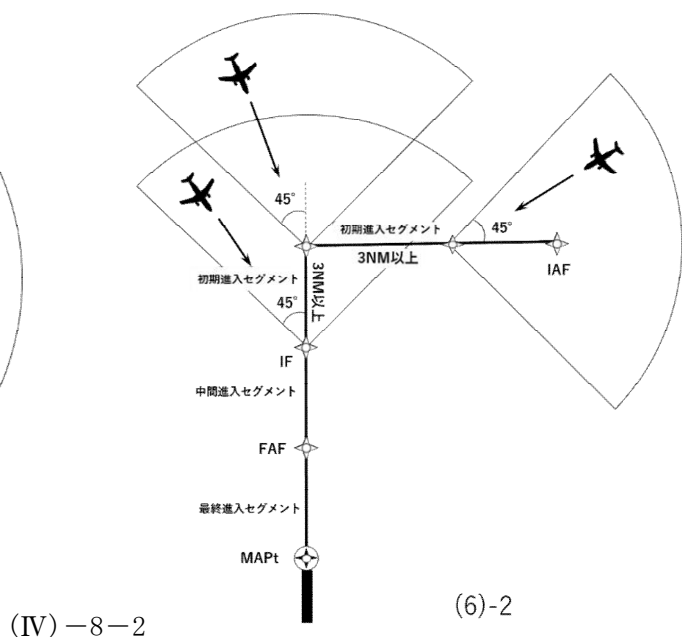 45°
初期進入セグメント
45°
3NM以上
IAF
初期進入セグメント
3NM以上
45°
IF
中間進入セグメント
FAF
最終進入セグメント
MAPt
(6)-2
(Ⅳ)－8－2